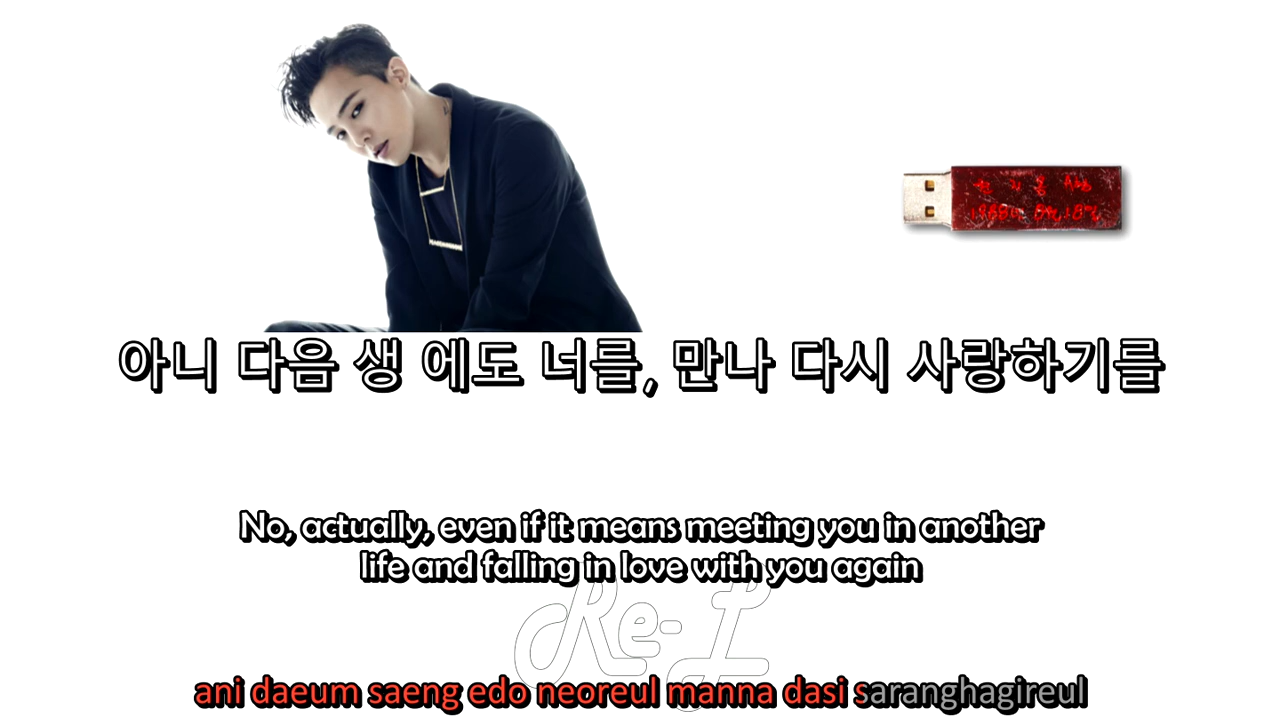 아니 다음 생 에도 너를, 만나 다시 사랑하기를
No, actually, even if it means meeting you in another
life and falling in love with you again
Re-L
ani daeum saeng edo neoreul manna dasi saranghagireul